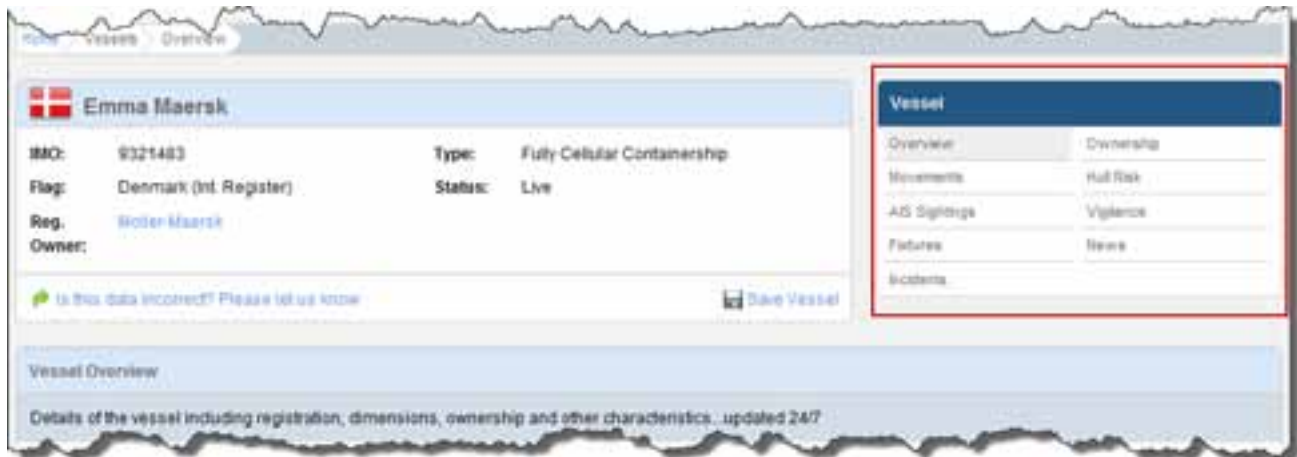 Home Vessels Overview
Emma Maersk
IMO: 9321483 Type: Fully Cellular Containership
Flag: Denmark (Int. Register) Status: Live
Reg. Owner: Moller-Maersk
Is this data incorrect? Please let us know
Save Vessel
Vessel
Overview Ownership
Movements Hull Risk
AIS Sightings Vigilance
Fixtures News
Incidents
Vessel Overview
Details of the vessel including registration, dimensions, ownership and other characteristics...updated 24/7